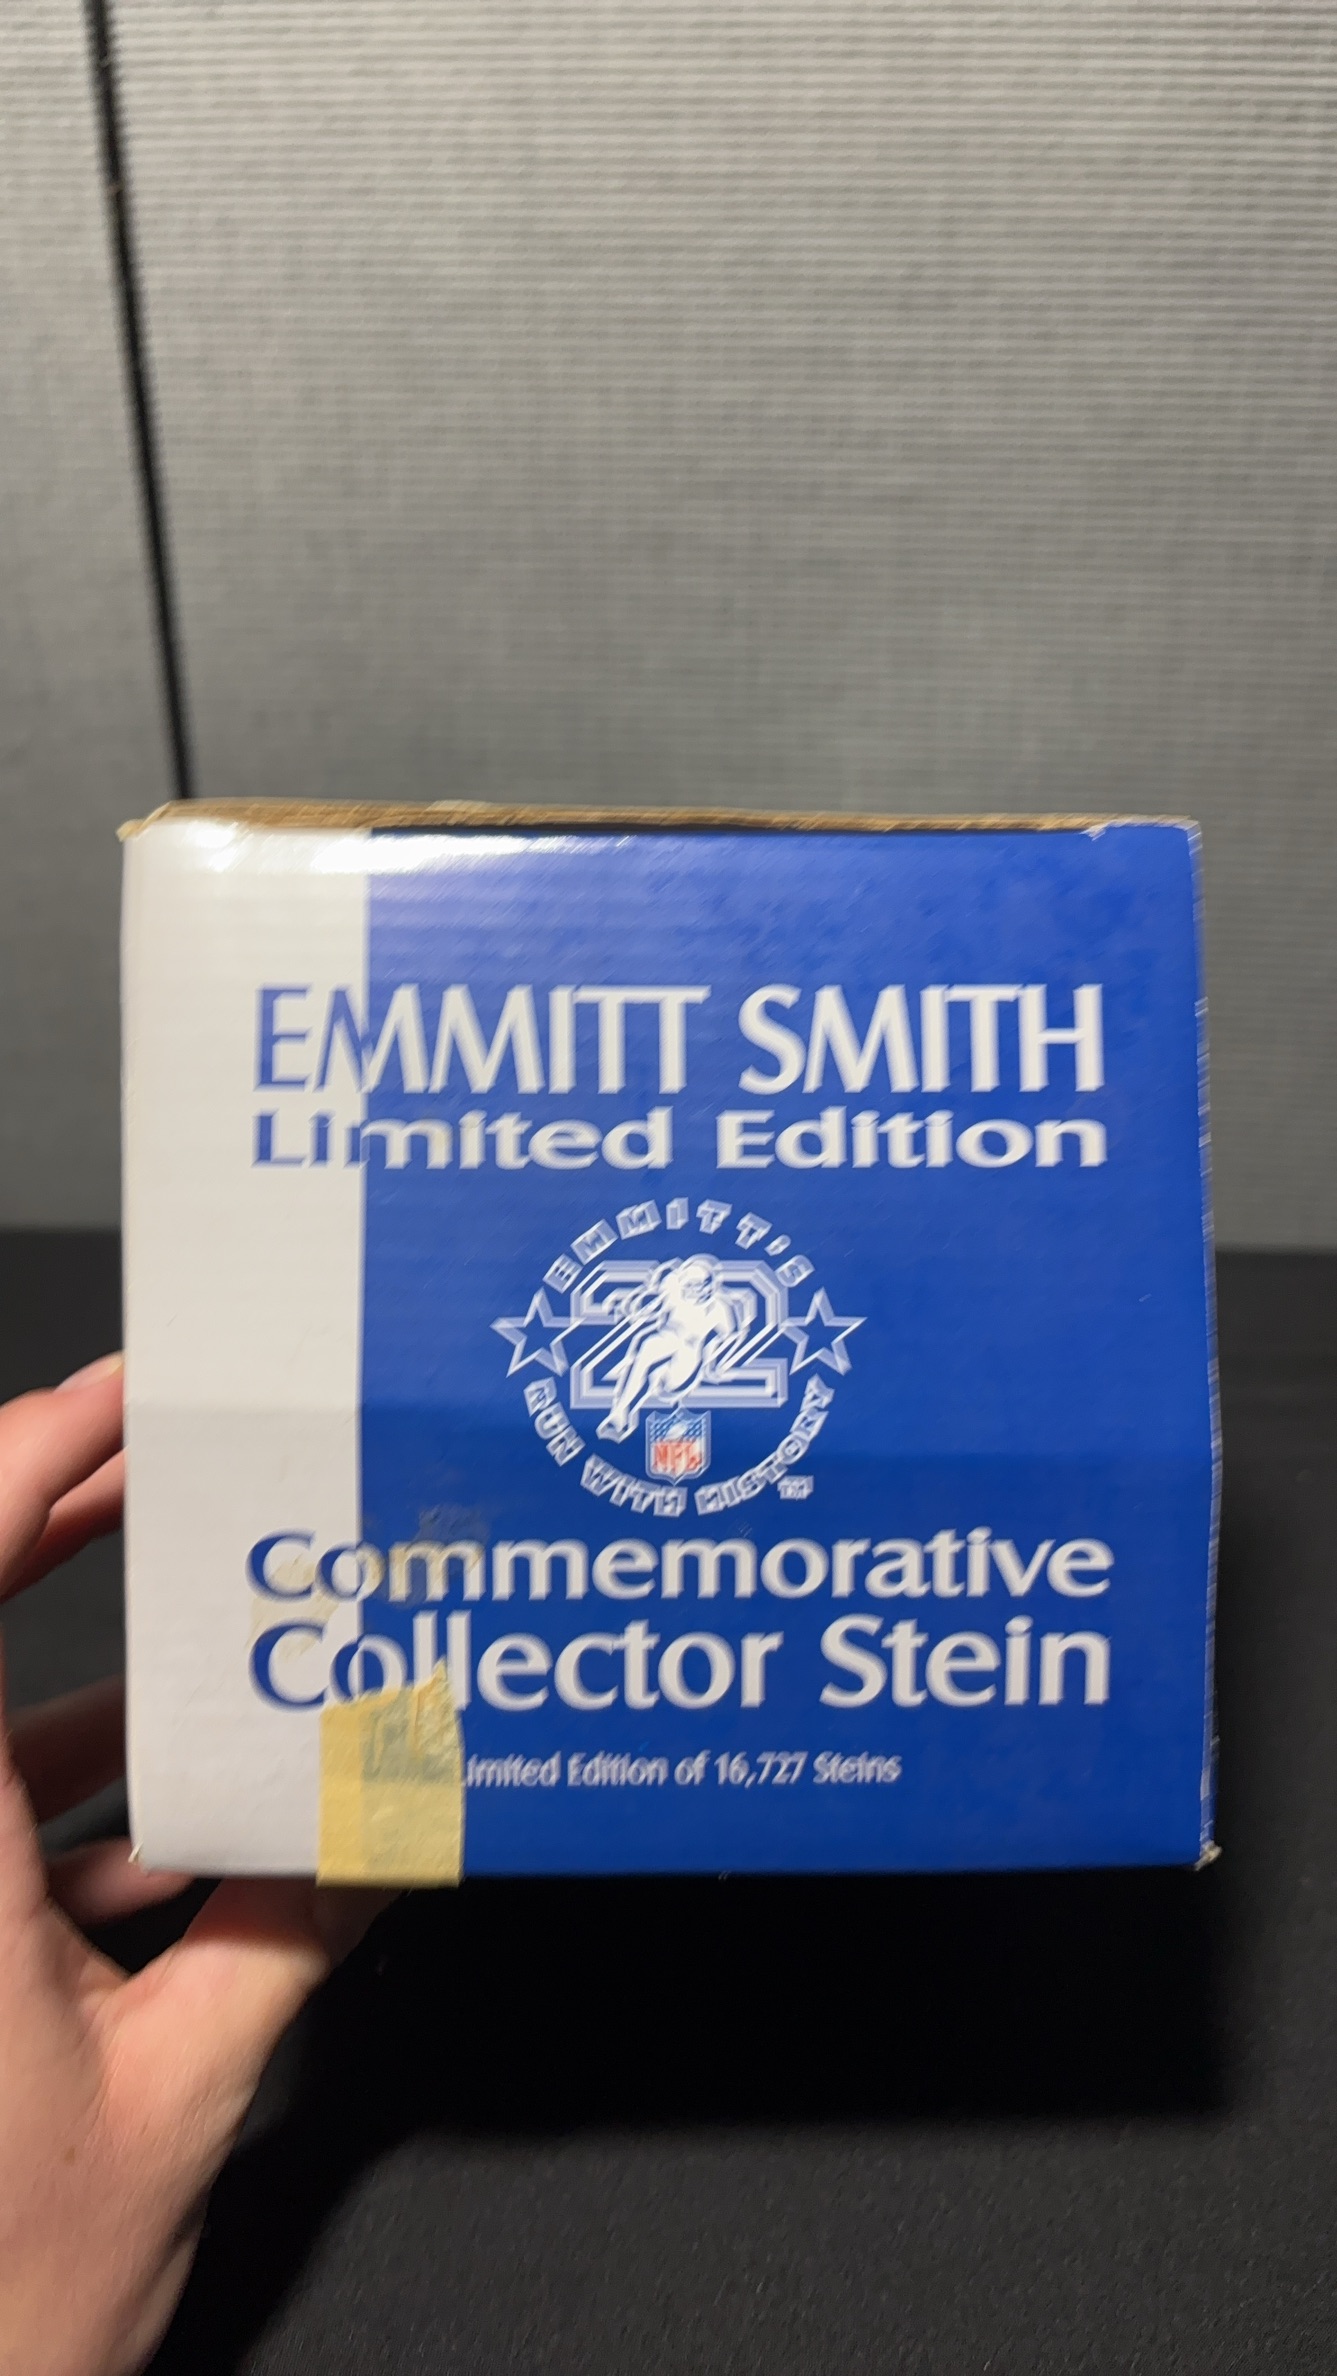 EMMITT SMITH
Limited Edition
EMMITT'S
22
RUN WITH HISTORY
TM
NFL
Commemorative
Collector Stein
Limited Edition of 16,727 Steins